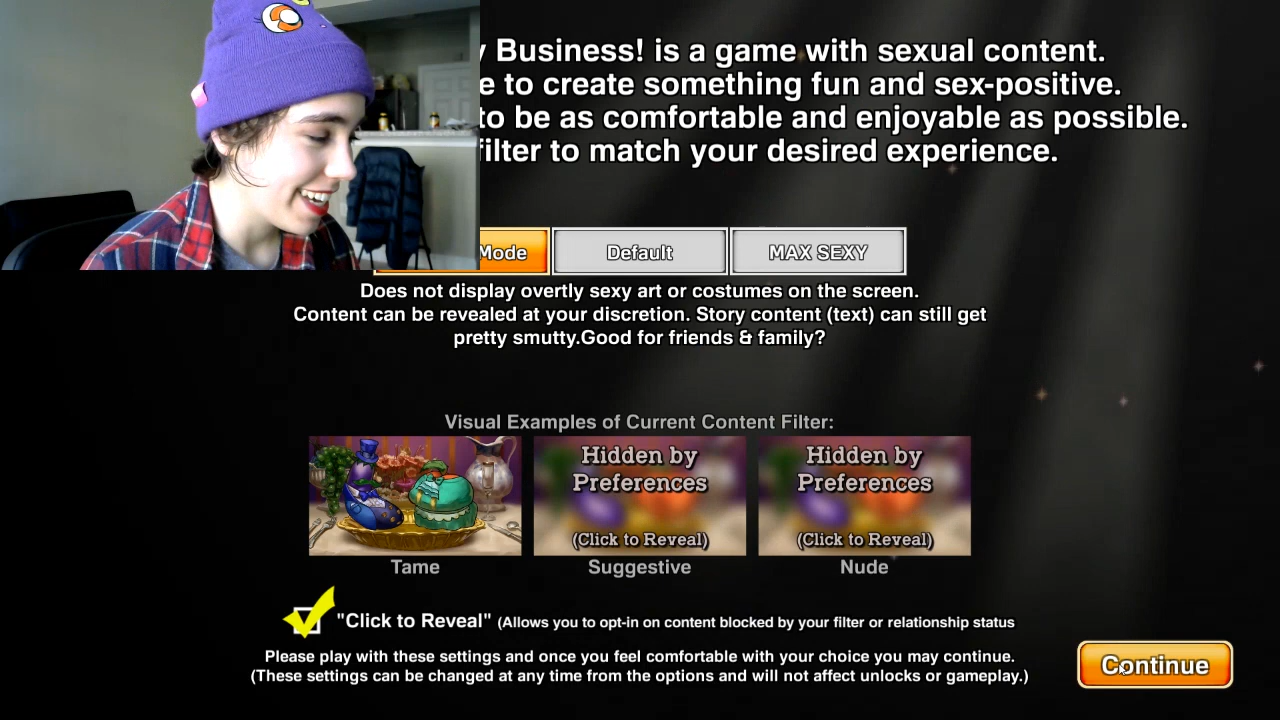 Business! is a game with sexual content.
to create something fun and sex-positive.
to be as comfortable and enjoyable as possible.
filter to match your desired experience.
Mode
Default
MAX SEXY
Does not display overtly sexy art or costumes on the screen.
Content can be revealed at your discretion. Story content (text) can still get
pretty smutty.Good for friends & family?
Visual Examples of Current Content Filter:
Hidden by
Preferences
(Click to Reveal)
Hidden by
Preferences
(Click to Reveal)
Tame
Suggestive
Nude
"Click to Reveal" (Allows you to opt-in on content blocked by your filter or relationship status
Please play with these settings and once you feel comfortable with your choice you may continue.
(These settings can be changed at any time from the options and will not affect unlocks or gameplay.)
Continue